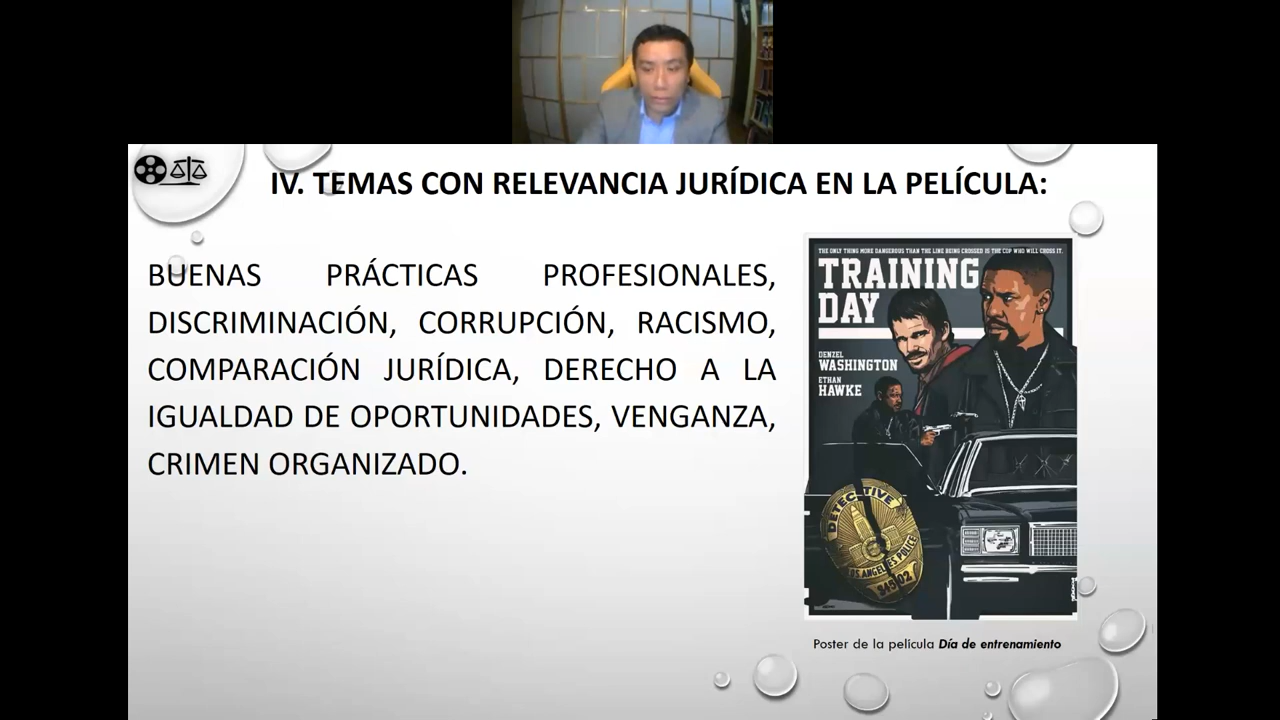 IV. TEMAS CON RELEVANCIA JURÍDICA EN LA PELÍCULA:
BUENAS PRÁCTICAS PROFESIONALES,
DISCRIMINACIÓN, CORRUPCIÓN, RACISMO,
COMPARACIÓN JURÍDICA, DERECHO A LA
IGUALDAD DE OPORTUNIDADES, VENGANZA,
CRIMEN ORGANIZADO.
THE ONLY THING MORE DANGEROUS THAN THE LINE BEING CROSSED IS THE COP WHO WILL CROSS IT.
TRAINING
DAY
DENZEL
WASHINGTON
ETHAN
HAWKE
DETECTIVE
LOS ANGELES POLICE
Poster de la película Día de entrenamiento